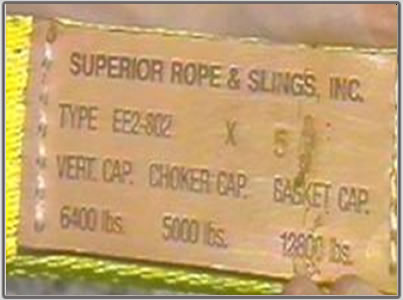 SUPERIOR ROPE & SLINGS, INC.
TYPE EE2-802 X 5
VERT. CAP. CHOKER CAP. BASKET CAP.
6400 lbs. 5000 lbs. 12800 lbs.